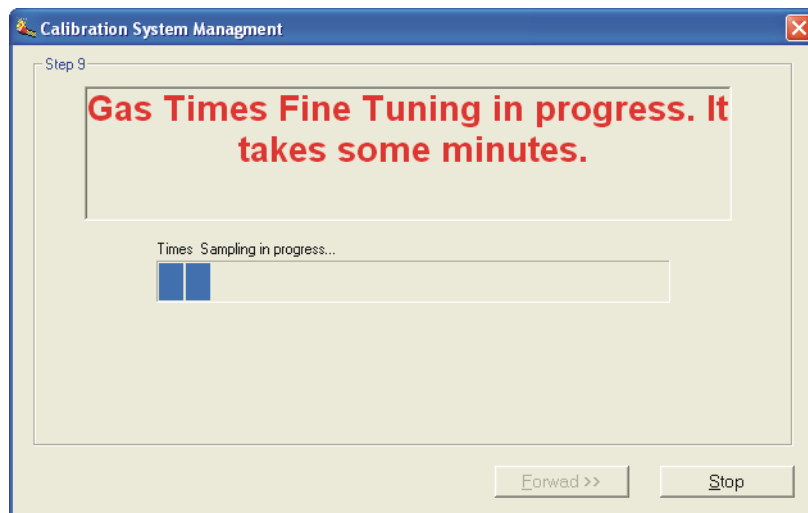 Calibration System Managment
Step 9
Gas Times Fine Tuning in progress. It
takes some minutes.
Times Sampling in progress...
Forwad >>
Stop